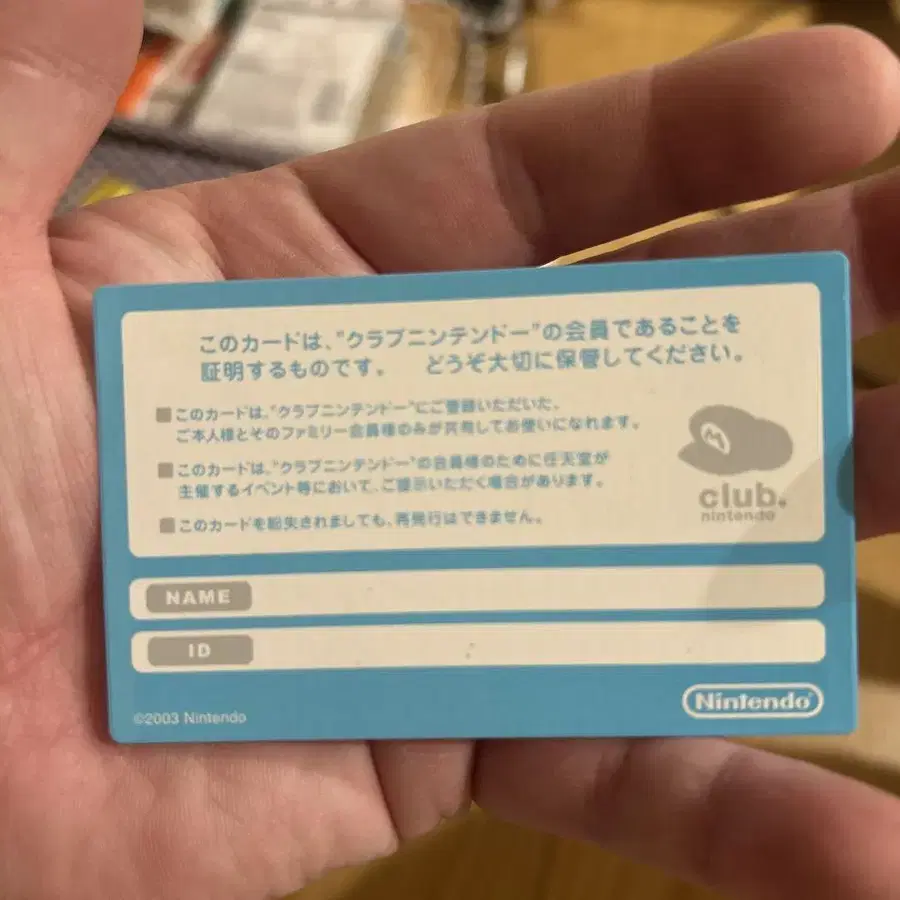 このカードは、"クラブニンテンドー"の会員であることを
証明するものです。 どうぞ大切に保管してください。
■このカードは、"クラブニンテンドー"にご登録いただいた、
ご本人様とそのファミリー会員様のみが共有してお使いになれます。
■このカードは、"クラブニンテンドー"の会員様のために任天堂が
主催するイベント等において、ご提示いただく場合があります。
■このカードを紛失されましても、再発行はできません。
club.
nintendo
NAME
ID
©2003 Nintendo
Nintendo